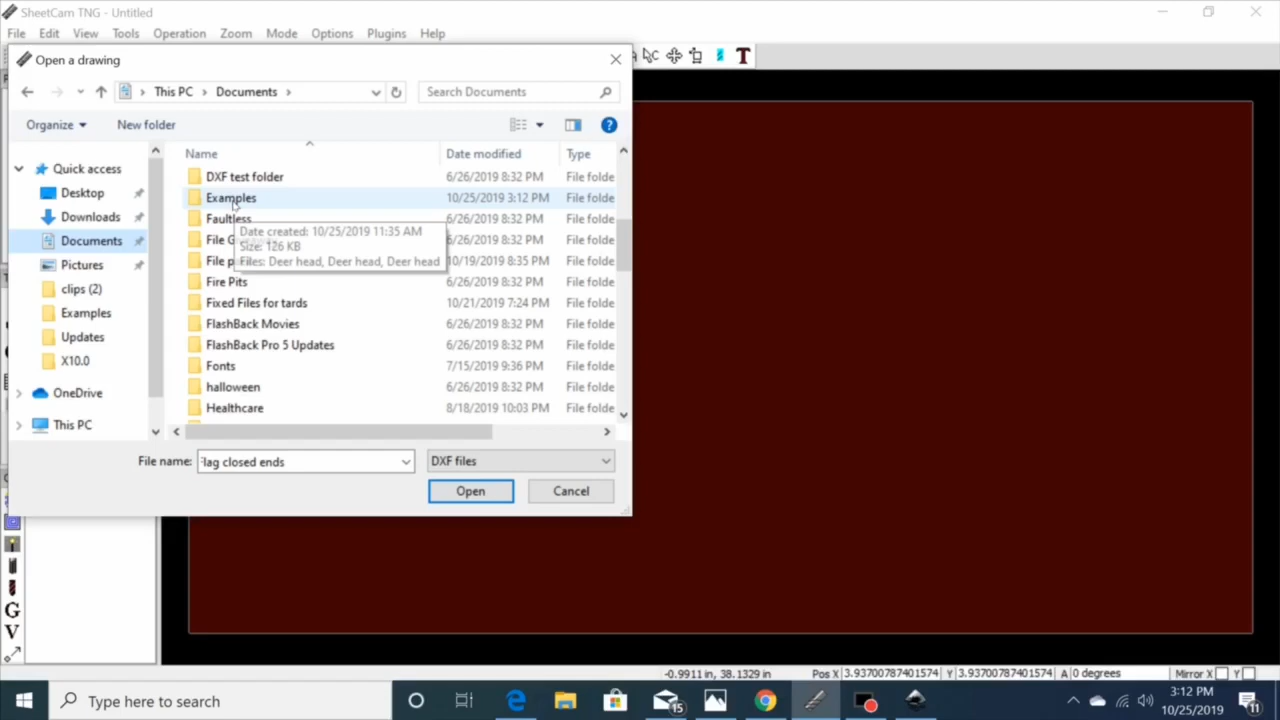 SheetCam TNG - Untitled
File Edit View Tools Operation Zoom Mode Options Plugins Help
Open a drawing
This PC Documents
Search Documents
Organize New folder
Name Date modified Type
Quick access
Desktop
Downloads
Documents
Pictures
clips (2)
Examples
Updates
X10.0
OneDrive
This PC
DXF test folder 6/26/2019 8:32 PM File folde
Examples 10/25/2019 3:12 PM File folde
Faultless 6/26/2019 8:32 PM File folde
File G 6/26/2019 8:32 PM File folde
File p 10/19/2019 8:35 PM File folde
Date created: 10/25/2019 11:35 AM
Size: 126 KB
Files: Deer head, Deer head, Deer head
Fire Pits 6/26/2019 8:32 PM File folde
Fixed Files for tards 10/21/2019 7:24 PM File folde
FlashBack Movies 6/26/2019 8:32 PM File folde
FlashBack Pro 5 Updates 6/26/2019 8:32 PM File folde
Fonts 7/15/2019 9:36 PM File folde
halloween 6/26/2019 8:32 PM File folde
Healthcare 8/18/2019 10:03 PM File folde
File name: lag closed ends DXF files
Open Cancel
-0.9911 in, 38.1329 in Pos X 3.93700787401574 Y 3.93700787401574 A 0 degrees Mirror X Y
Type here to search
15
3:12 PM
10/25/2019
11